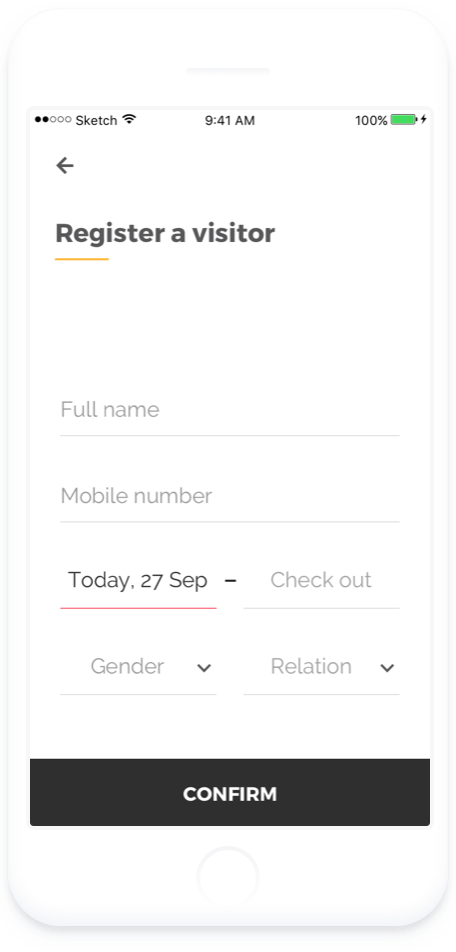 Sketch 9:41 AM 100%
Register a visitor
Full name
Mobile number
Today, 27 Sep – Check out
Gender Relation
CONFIRM